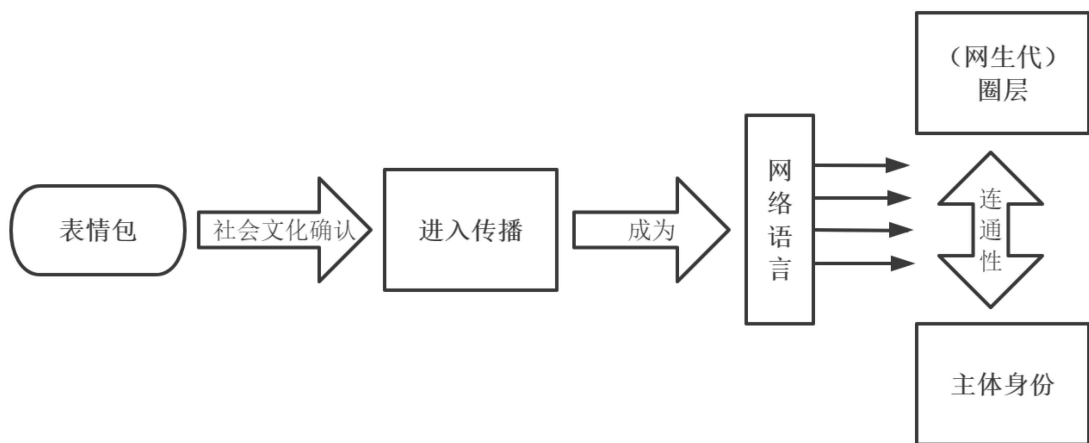 表情包
社会文化确认
进入传播
成为
网络语言
（网生代）
圈层
连通性
主体身份